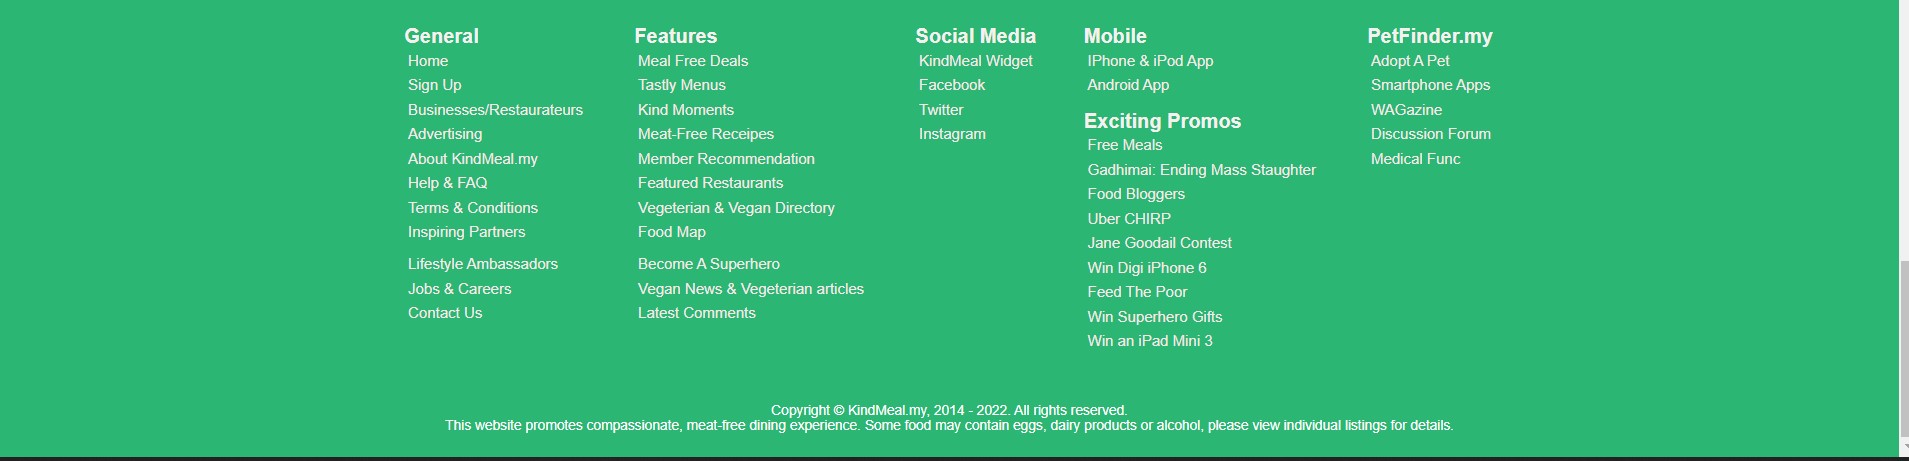 General
Home
Sign Up
Businesses/Restaurateurs
Advertising
About KindMeal.my
Help & FAQ
Terms & Conditions
Inspiring Partners
Lifestyle Ambassadors
Jobs & Careers
Contact Us
Features
Meal Free Deals
Tastly Menus
Kind Moments
Meat-Free Receipes
Member Recommendation
Featured Restaurants
Vegeterian & Vegan Directory
Food Map
Become A Superhero
Vegan News & Vegeterian articles
Latest Comments
Social Media
KindMeal Widget
Facebook
Twitter
Instagram
Mobile
IPhone & iPod App
Android App
Exciting Promos
Free Meals
Gadhimai: Ending Mass Staughter
Food Bloggers
Uber CHIRP
Jane Goodail Contest
Win Digi iPhone 6
Feed The Poor
Win Superhero Gifts
Win an iPad Mini 3
PetFinder.my
Adopt A Pet
Smartphone Apps
WAGazine
Discussion Forum
Medical Func
Copyright © KindMeal.my, 2014 - 2022. All rights reserved.
This website promotes compassionate, meat-free dining experience. Some food may contain eggs, dairy products or alcohol, please view individual listings for details.